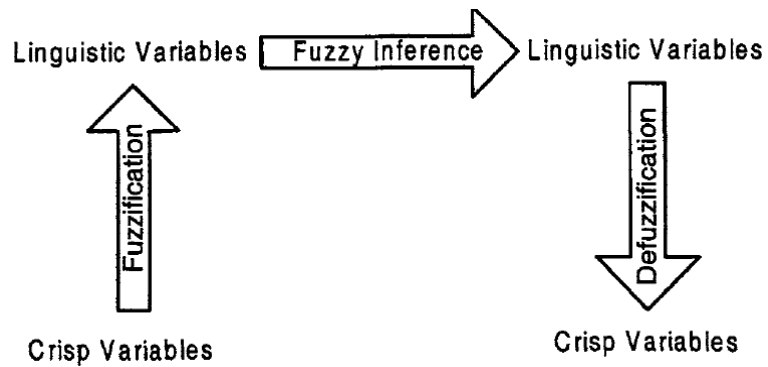 Linguistic Variables
Fuzzy Inference
Linguistic Variables
Fuzzification
Defuzzification
Crisp Variables
Crisp Variables